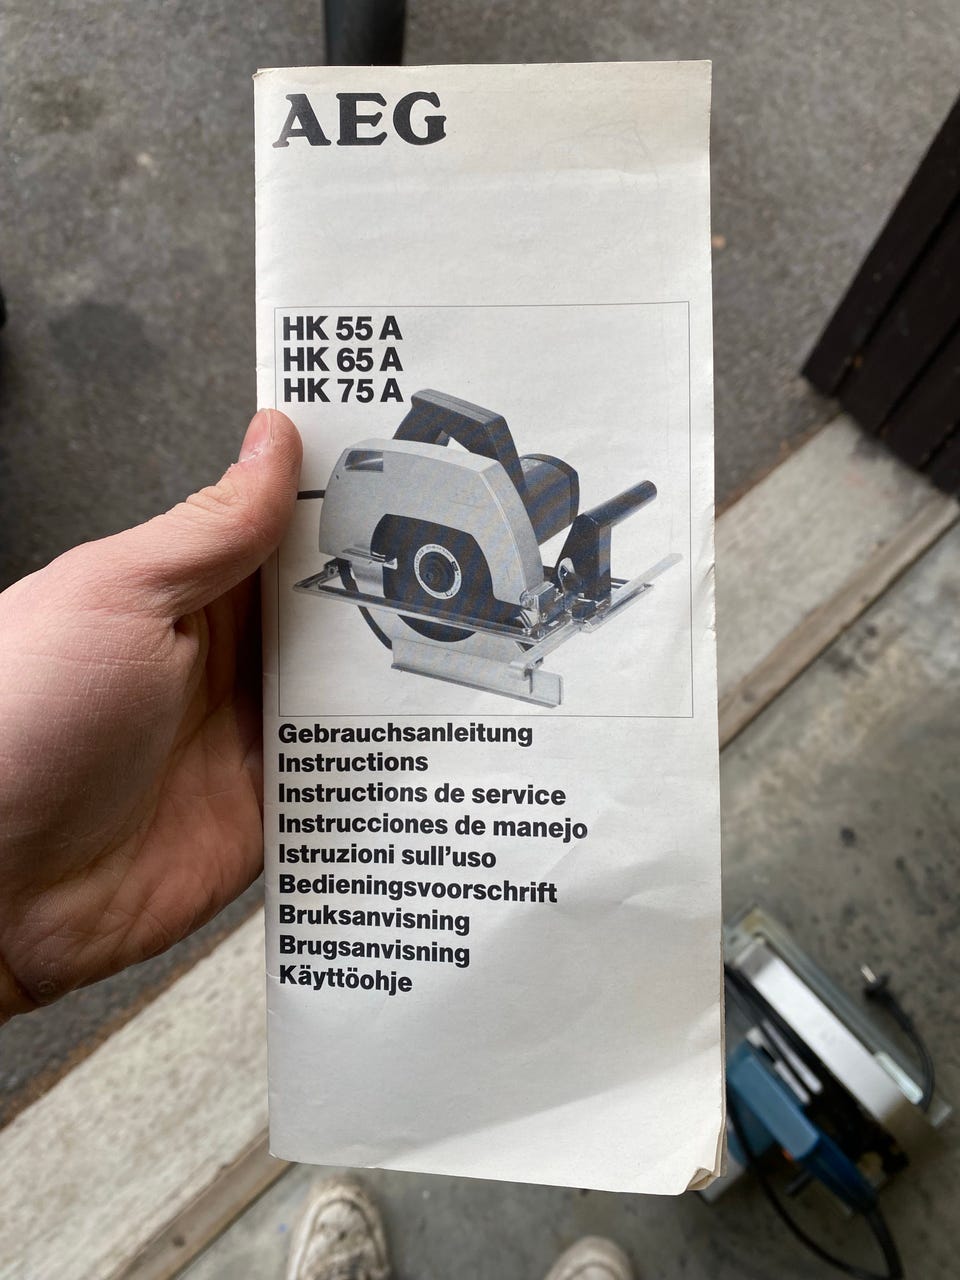 AEG
HK 55 A
HK 65 A
HK 75 A
Gebrauchsanleitung
Instructions
Instructions de service
Instrucciones de manejo
Istruzioni sull'uso
Bedieningsvoorschrift
Bruksanvisning
Brugsanvisning
Käyttöohje